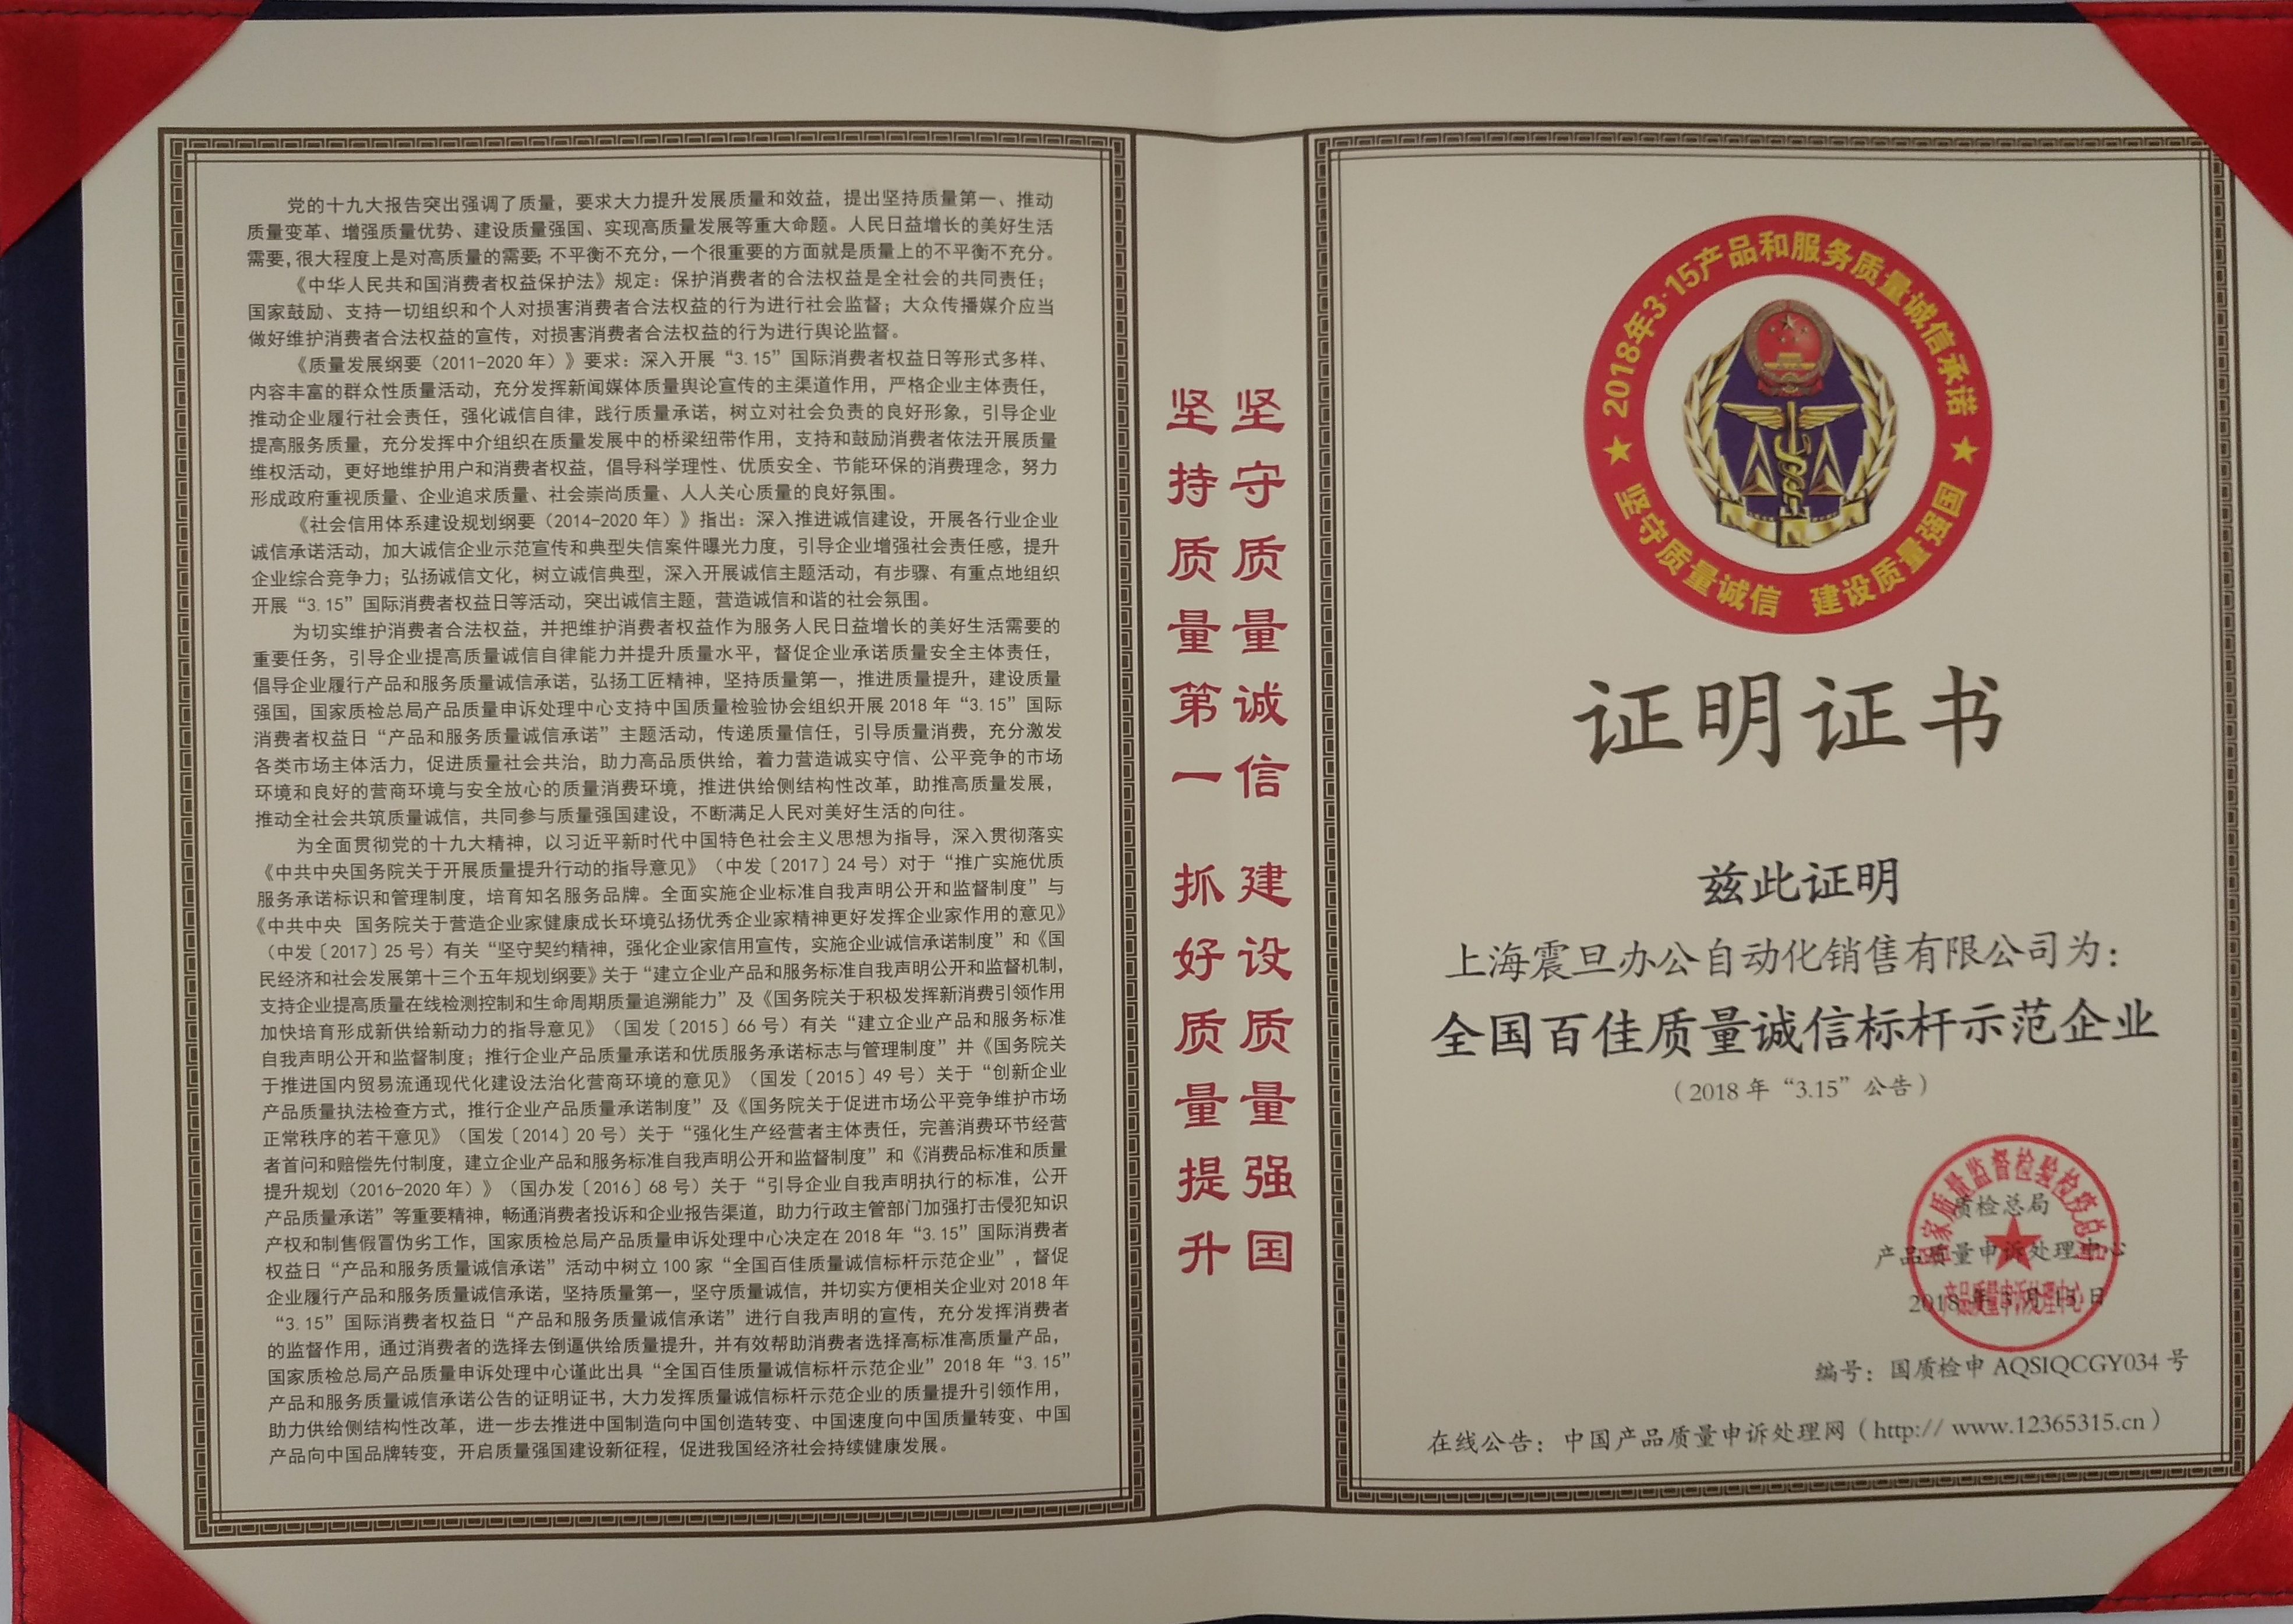 党的十九大报告突出强调了质量，要求大力提升发展质量和效益，提出坚持质量第一、推动
质量变革、增强质量优势、建设质量强国、实现高质量发展等重大命题。人民日益增长的美好生活
需要，很大程度上是对高质量的需要；不平衡不充分，一个很重要的方面就是质量上的不平衡不充分。
《中华人民共和国消费者权益保护法》规定：保护消费者的合法权益是全社会的共同责任；
国家鼓励、支持一切组织和个人对损害消费者合法权益的行为进行社会监督；大众传播媒介应当
做好维护消费者合法权益的宣传，对损害消费者合法权益的行为进行舆论监督。
《质量发展纲要（2011-2020年）》要求：深入开展“3.15”国际消费者权益日等形式多样、
内容丰富的群众性质量活动，充分发挥新闻媒体质量舆论宣传的主渠道作用，严格企业主体责任，
推动企业履行社会责任，强化诚信自律，践行质量承诺，树立对社会负责的良好形象，引导企业
提高服务质量，充分发挥中介组织在质量发展中的桥梁纽带作用，支持和鼓励消费者依法开展质量
维权活动，更好地维护用户和消费者权益，倡导科学理性、优质安全、节能环保的消费理念，努力
形成政府重视质量、企业追求质量、社会崇尚质量、人人关心质量的良好氛围。
《社会信用体系建设规划纲要（2014-2020年）》指出：深入推进诚信建设，开展各行业企业
诚信承诺活动，加大诚信企业示范宣传和典型失信案件曝光力度，引导企业增强社会责任感，提升
企业综合竞争力；弘扬诚信文化，树立诚信典型，深入开展诚信主题活动，有步骤、有重点地组织
开展“3.15”国际消费者权益日等活动，突出诚信主题，营造诚信和谐的社会氛围。
为切实维护消费者合法权益，并把维护消费者权益作为服务人民日益增长的美好生活需要的
重要任务，引导企业提高质量诚信自律能力并提升质量水平，督促企业承诺质量安全主体责任，
倡导企业履行产品和服务质量诚信承诺，弘扬工匠精神，坚持质量第一，推进质量提升，建设质量
强国，国家质检总局产品质量申诉处理中心支持中国质量检验协会组织开展2018年“3.15”国际
消费者权益日“产品和服务质量诚信承诺”主题活动，传递质量信任，引导质量消费，充分激发
各类市场主体活力，促进质量社会共治，助力高品质供给，着力营造诚实守信、公平竞争的市场
环境和良好的营商环境与安全放心的质量消费环境，推进供给侧结构性改革，助推高质量发展，
推动全社会共筑质量诚信，共同参与质量强国建设，不断满足人民对美好生活的向往。
为全面贯彻党的十九大精神，以习近平新时代中国特色社会主义思想为指导，深入贯彻落实
《中共中央国务院关于开展质量提升行动的指导意见》（中发〔2017〕24号）对于“推广实施优质
服务承诺标识和管理制度，培育知名服务品牌。全面实施企业标准自我声明公开和监督制度”与
《中共中央 国务院关于营造企业家健康成长环境弘扬优秀企业家精神更好发挥企业家作用的意见》
（中发〔2017〕25号）有关“坚守契约精神，强化企业家信用宣传，实施企业诚信承诺制度”和《国
民经济和社会发展第十三个五年规划纲要》关于“建立企业产品和服务标准自我声明公开和监督机制，
支持企业提高质量在线检测控制和生命周期质量追溯能力”及《国务院关于积极发挥新消费引领作用
加快培育形成新供给新动力的指导意见》（国发〔2015〕66号）有关“建立企业产品和服务标准
自我声明公开和监督制度；推行企业产品质量承诺和优质服务承诺标志与管理制度”并《国务院关
于推进国内贸易流通现代化建设法治化营商环境的意见》（国发〔2015〕49号）关于“创新企业
产品质量执法检查方式，推行企业产品质量承诺制度”及《国务院关于促进市场公平竞争维护市场
正常秩序的若干意见》（国发〔2014〕20号）关于“强化生产经营者主体责任，完善消费环节经营
者首问和赔偿先付制度，建立企业产品和服务标准自我声明公开和监督制度”和《消费品标准和质量
提升规划（2016-2020年）》（国办发〔2016〕68号）关于“引导企业自我声明执行的标准，公开
产品质量承诺”等重要精神，畅通消费者投诉和企业报告渠道，助力行政主管部门加强打击侵犯知识
产权和制售假冒伪劣工作，国家质检总局产品质量申诉处理中心决定在2018年“3.15”国际消费者
权益日“产品和服务质量诚信承诺”活动中树立100家“全国百佳质量诚信标杆示范企业”，督促
企业履行产品和服务质量诚信承诺，坚持质量第一，坚守质量诚信，并切实方便相关企业对2018年
“3.15”国际消费者权益日“产品和服务质量诚信承诺”进行自我声明的宣传，充分发挥消费者
的监督作用，通过消费者的选择去倒逼供给质量提升，并有效帮助消费者选择高标准高质量产品，
国家质检总局产品质量申诉处理中心谨此出具“全国百佳质量诚信标杆示范企业”2018年“3.15”
产品和服务质量诚信承诺公告的证明证书，大力发挥质量诚信标杆示范企业的质量提升引领作用，
助力供给侧结构性改革，进一步去推进中国制造向中国创造转变、中国速度向中国质量转变、中国
产品向中国品牌转变，开启质量强国建设新征程，促进我国经济社会持续健康发展。
坚守质量诚信 建设质量强国
坚持质量第一 抓好质量提升
2018年3·15产品和服务质量诚信承诺
★ 坚守质量诚信 建设质量强国 ★
证明证书
兹此证明
上海震旦办公自动化销售有限公司为：
全国百佳质量诚信标杆示范企业
（2018年“3.15”公告）
国家质量监督检验检疫总局
质检总局
产品质量申诉处理中心
产品质量申诉处理中心
2018年3月15日
编号：国质检申AQSIQCGY034号
在线公告：中国产品质量申诉处理网（http:// www.12365315.cn）